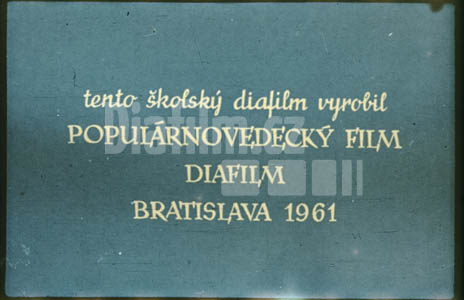 tento školský diafilm vyrobil
POPULÁRNOVEDECKÝ FILM
DIAFILM
BRATISLAVA 1961
Diafilm.cz